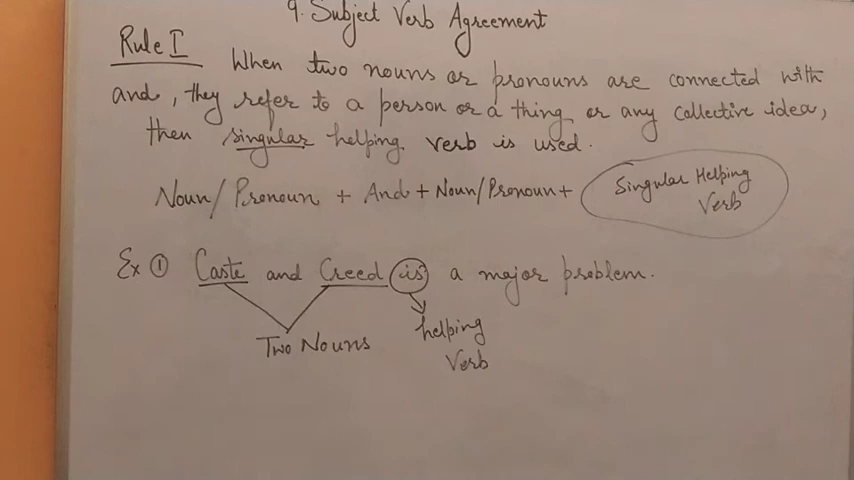 9. Subject Verb Agreement
Rule I When two nouns or pronouns are connected with
and, they refer to a person or a thing or any collective idea,
then singular helping verb is used.
Noun/Pronoun + And + Noun/Pronoun + Singular Helping
Verb
Ex ① Caste and Creed is a major problem.
Two Nouns helping
Verb